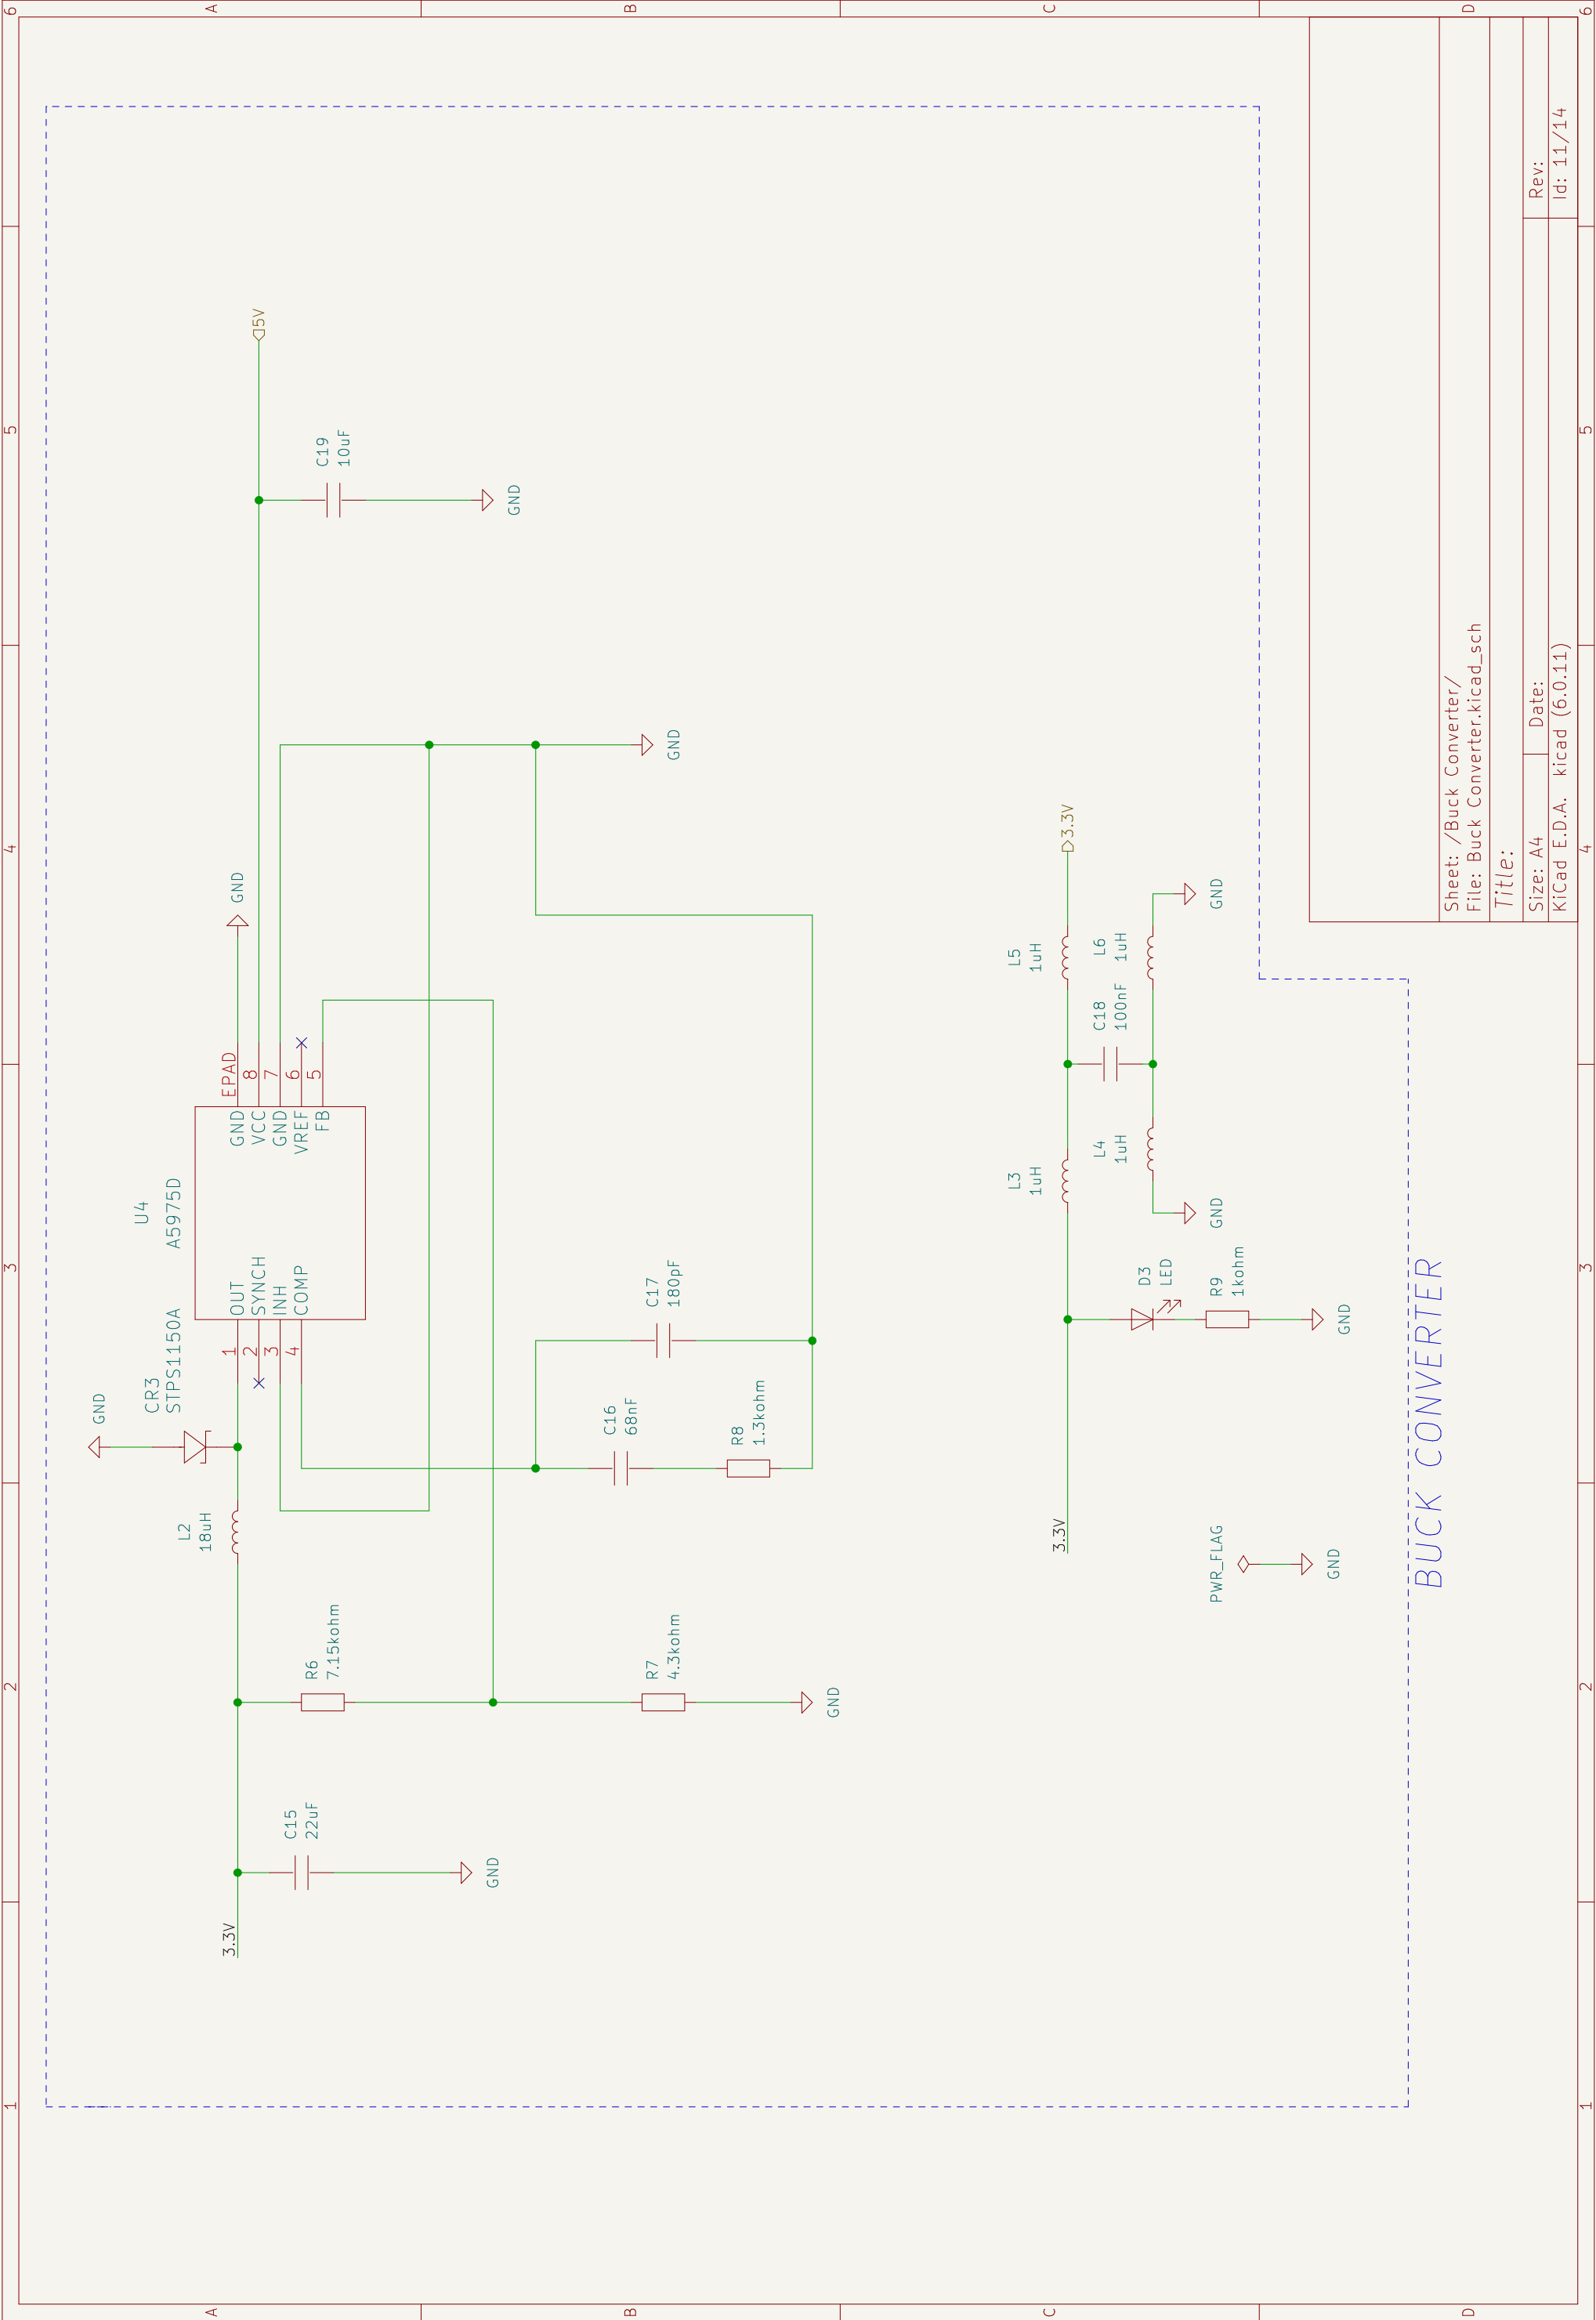 GND
CR3
STPS1150A
U4
A5975D
3.3V
C15
22uF
GND
R6
7.15kohm
R7
4.3kohm
GND
L2
18uH
1
2
3
4
OUT
SYNCH
INH
COMP
GND
VCC
GND
VREF
FB
EPAD
8
7
6
5
GND
C16
68nF
R8
1.3kohm
C17
180pF
GND
C19
10uF
GND
5V
3.3V
D3
LED
R9
1kohm
GND
L3
1uH
L4
1uH
GND
C18
100nF
L5
1uH
L6
1uH
GND
3.3V
PWR_FLAG
GND
BUCK CONVERTER
Sheet: /Buck Converter/
File: Buck Converter.kicad_sch
Title:
Size: A4
Date:
Rev:
KiCad E.D.A. kicad (6.0.11)
Id: 11/14
1
2
3
4
5
6
1
2
3
4
5
6
A
B
C
D
A
B
C
D